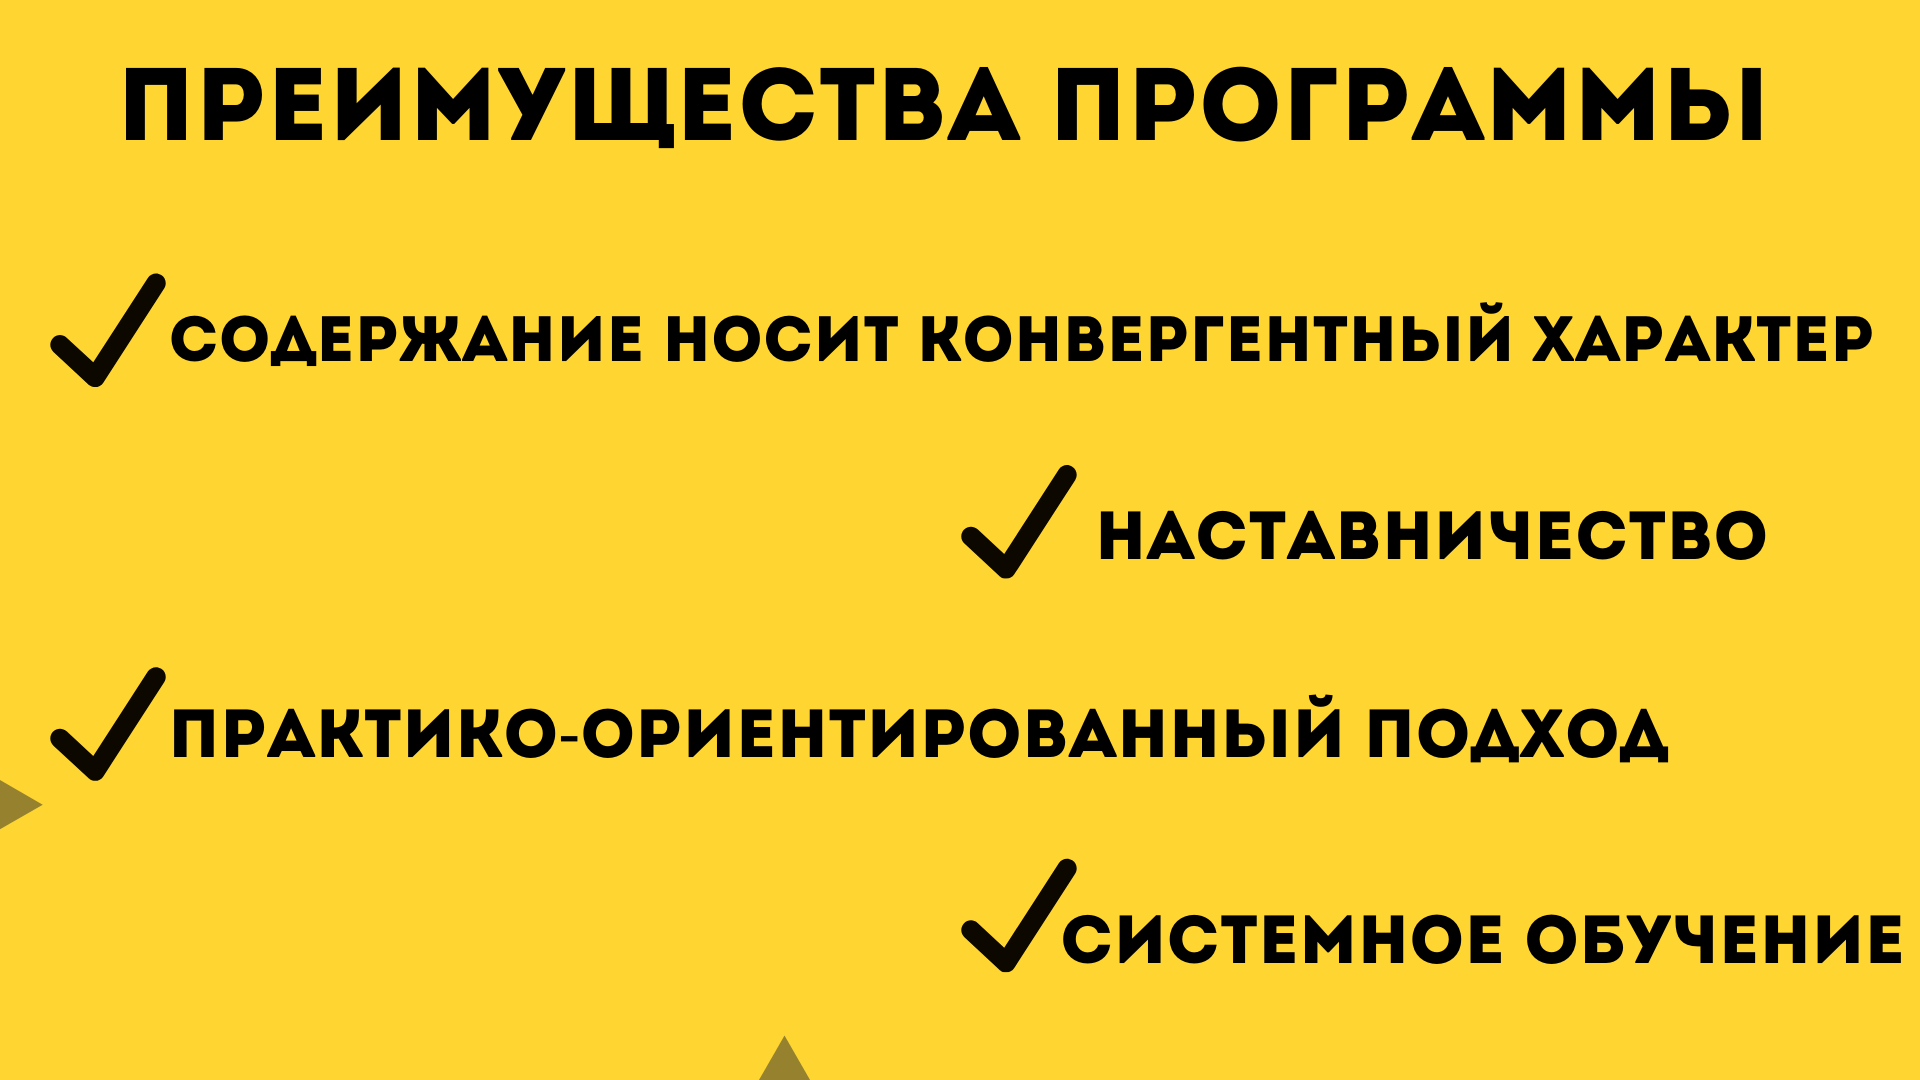 ПРЕИМУЩЕСТВА ПРОГРАММЫ
СОДЕРЖАНИЕ НОСИТ КОНВЕРГЕНТНЫЙ ХАРАКТЕР
НАСТАВНИЧЕСТВО
ПРАКТИКО-ОРИЕНТИРОВАННЫЙ ПОДХОД
СИСТЕМНОЕ ОБУЧЕНИЕ